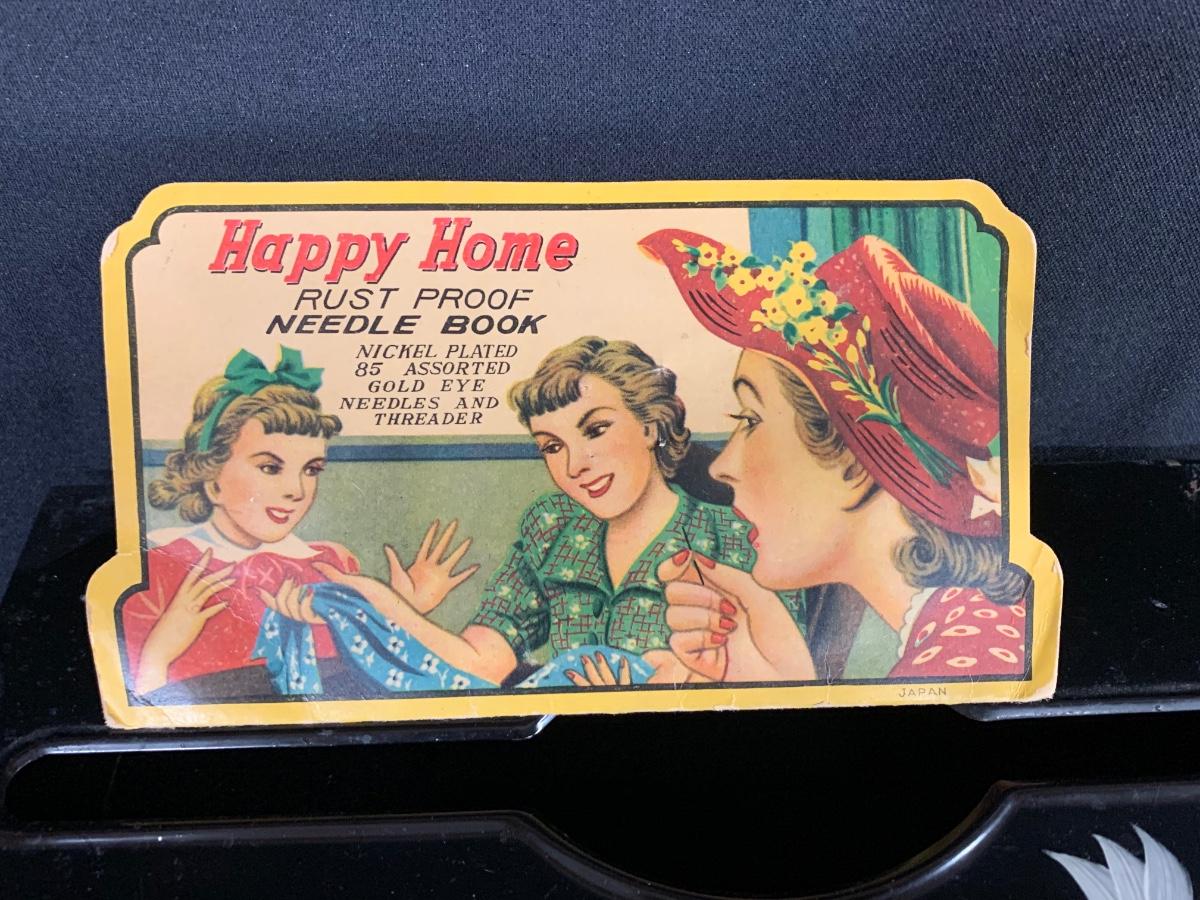 Happy Home
RUST PROOF
NEEDLE BOOK
NICKEL PLATED
85 ASSORTED
GOLD EYE
NEEDLES AND
THREADER
JAPAN